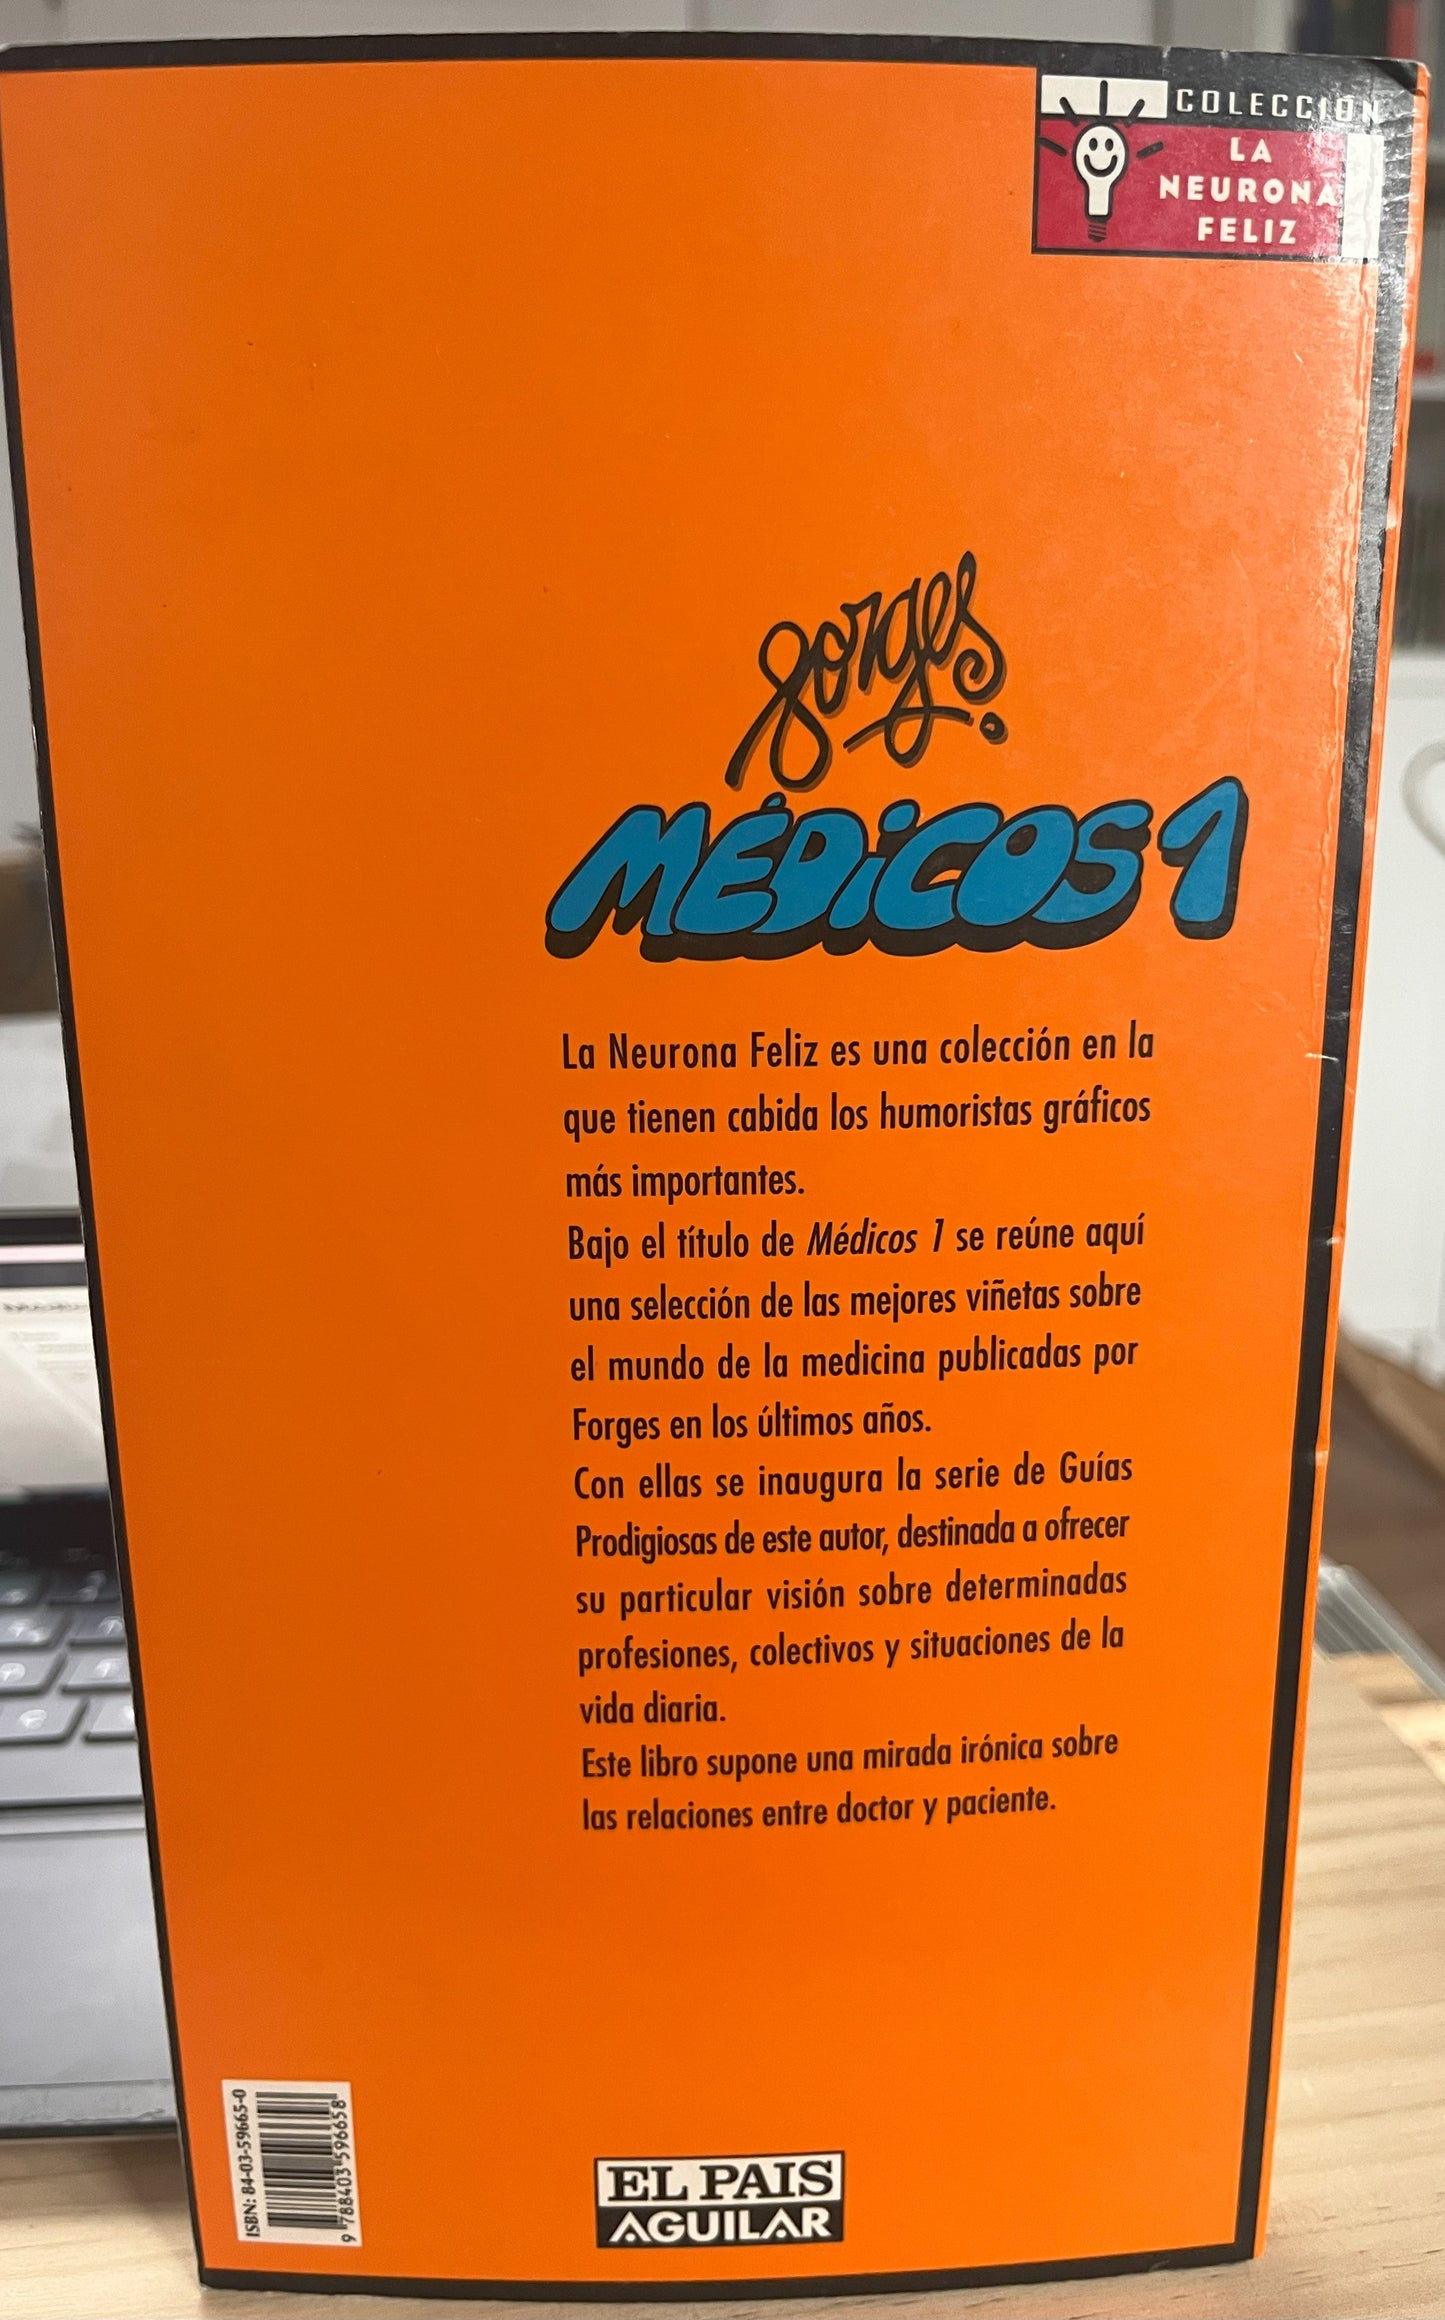 COLECCIÓN
LA
NEURONA
FELIZ
forges
MÉDiCOS 1
La Neurona Feliz es una colección en la
que tienen cabida los humoristas gráficos
más importantes.
Bajo el título de Médicos 1 se reúne aquí
una selección de las mejores viñetas sobre
el mundo de la medicina publicadas por
Forges en los últimos años.
Con ellas se inaugura la serie de Guías
Prodigiosas de este autor, destinada a ofrecer
su particular visión sobre determinadas
profesiones, colectivos y situaciones de la
vida diaria.
Este libro supone una mirada irónica sobre
las relaciones entre doctor y paciente.
ISBN: 84-03-59665-0
9 788403 596658
EL PAIS
AGUILAR